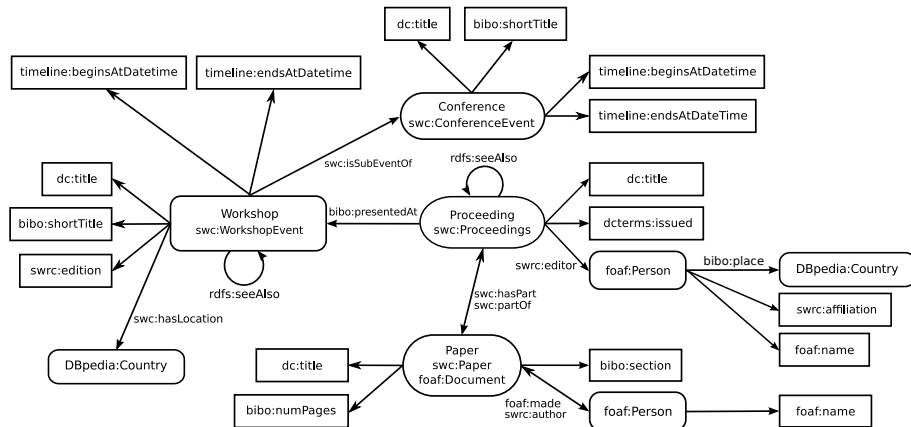 dc:title
bibo:shortTitle
timeline:beginsAtDatetime
timeline:endsAtDatetime
timeline:beginsAtDatetime
Conference
swc:ConferenceEvent
timeline:endsAtDateTime
rdfs:seeAlso
swc:isSubEventOf
dc:title
dc:title
Workshop
swc:WorkshopEvent
bibo:presentedAt
Proceeding
swc:Proceedings
bibo:shortTitle
dcterms:issued
swrc:edition
swrc:editor
foaf:Person
bibo:place
DBpedia:Country
rdfs:seeAlso
swc:hasPart
swc:partOf
swrc:affiliation
swc:hasLocation
foaf:name
DBpedia:Country
dc:title
Paper
swc:Paper
foaf:Document
bibo:section
bibo:numPages
foaf:made
swrc:author
foaf:Person
foaf:name